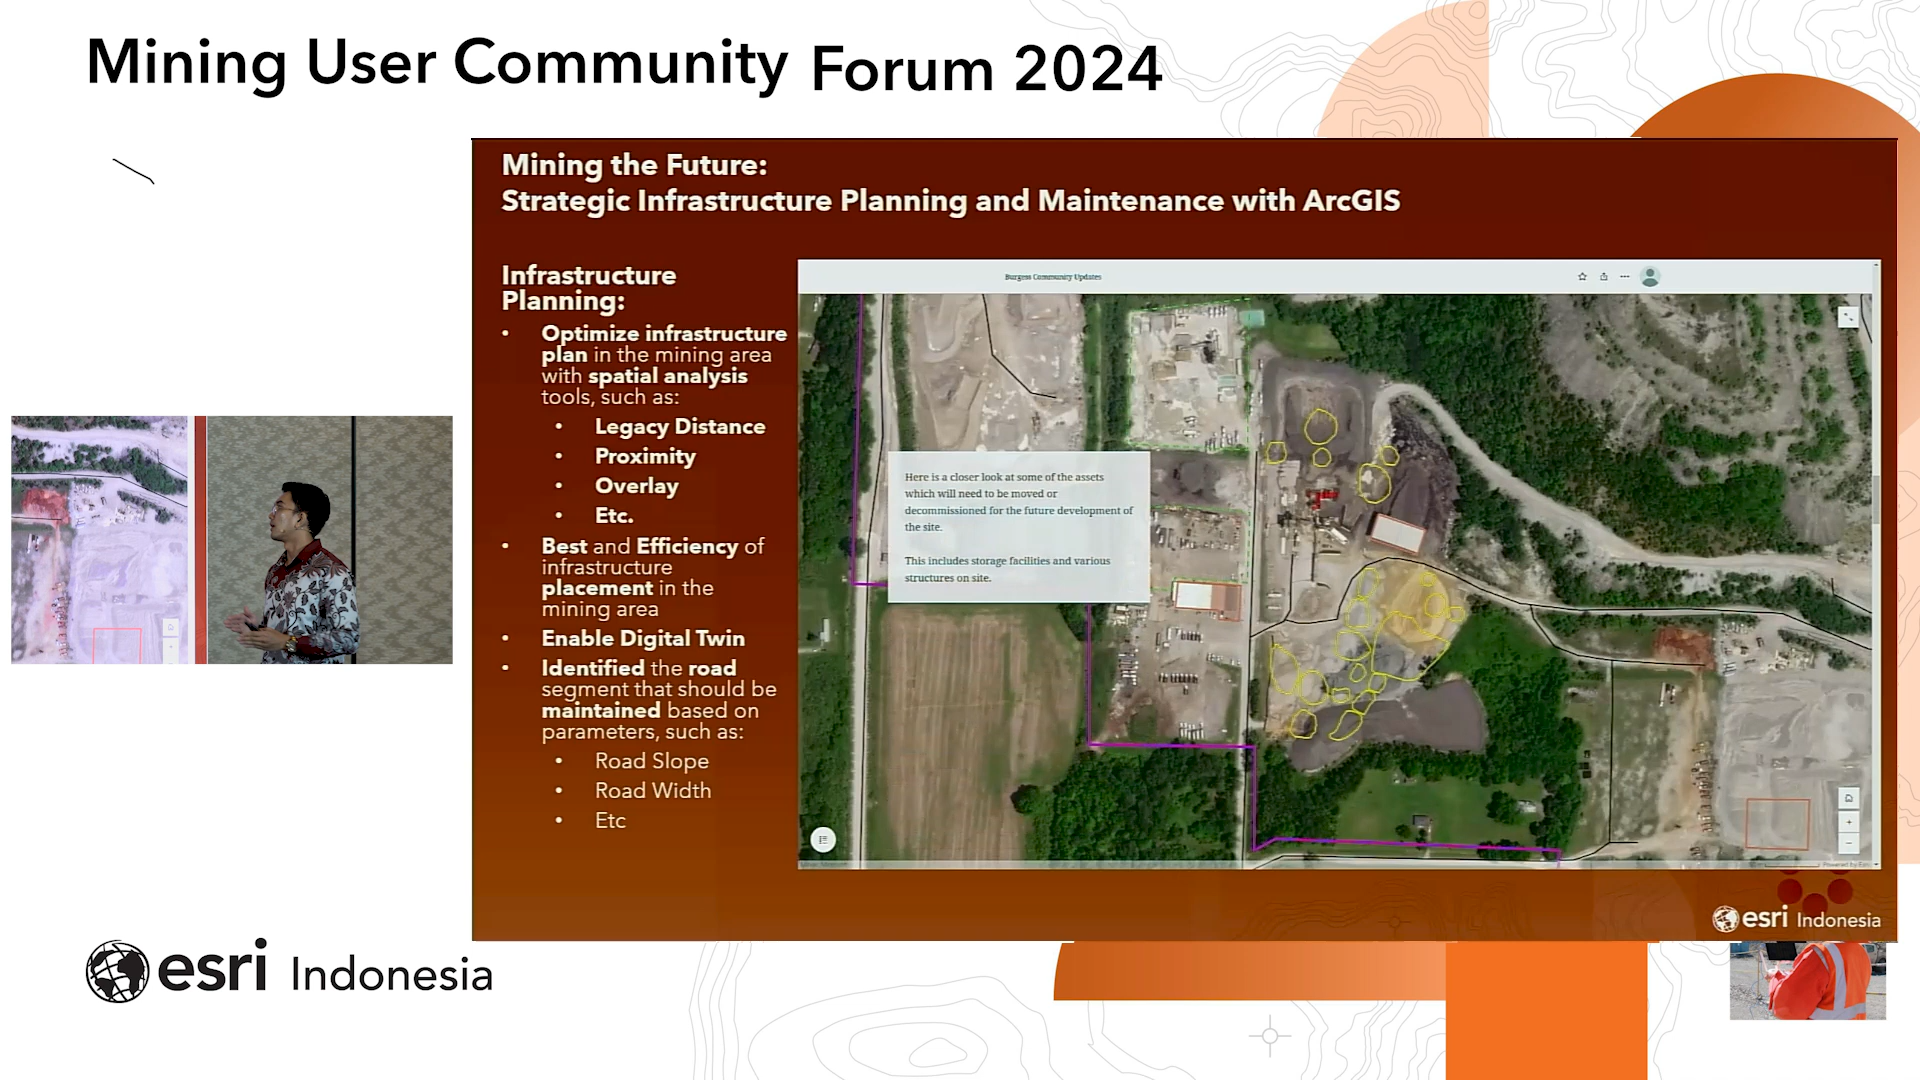 Mining User Community Forum 2024
Mining the Future:
Strategic Infrastructure Planning and Maintenance with ArcGIS
Infrastructure
Planning:
• Optimize infrastructure
plan in the mining area
with spatial analysis
tools, such as:
• Legacy Distance
• Proximity
• Overlay
• Etc.
• Best and Efficiency of
infrastructure
placement in the
mining area
• Enable Digital Twin
• Identified the road
segment that should be
maintained based on
parameters, such as:
• Road Slope
• Road Width
• Etc
Burgess Community Updates
Here is a closer look at some of the assets
which will need to be moved or
decommissioned for the future development of
the site.
This includes storage facilities and various
structures on site.
Powered by Esri
esri Indonesia
esri Indonesia